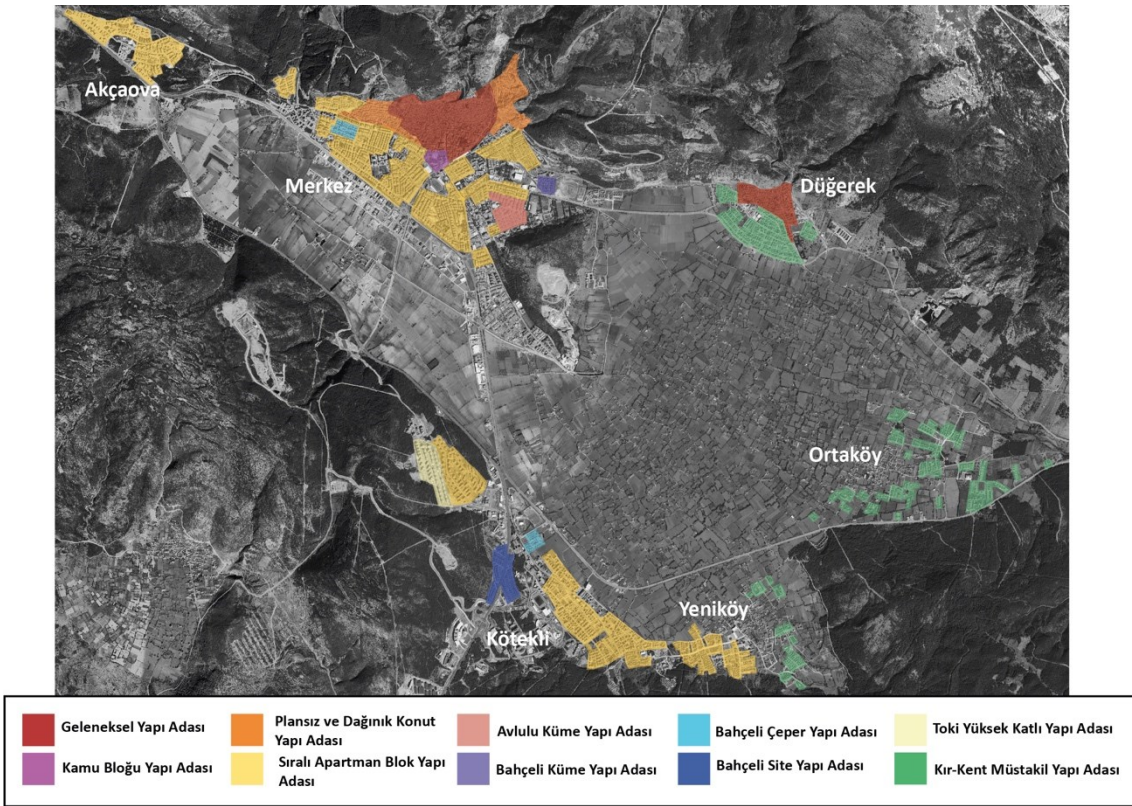 Akçaova
Merkez
Düğerek
Ortaköy
Yeniköy
Kötekli
Geleneksel Yapı Adası
Plansız ve Dağınık Konut
Yapı Adası
Avlulu Küme Yapı Adası
Bahçeli Çeper Yapı Adası
Toki Yüksek Katlı Yapı Adası
Kamu Bloğu Yapı Adası
Sıralı Apartman Blok Yapı
Adası
Bahçeli Küme Yapı Adası
Bahçeli Site Yapı Adası
Kır-Kent Müstakil Yapı Adası